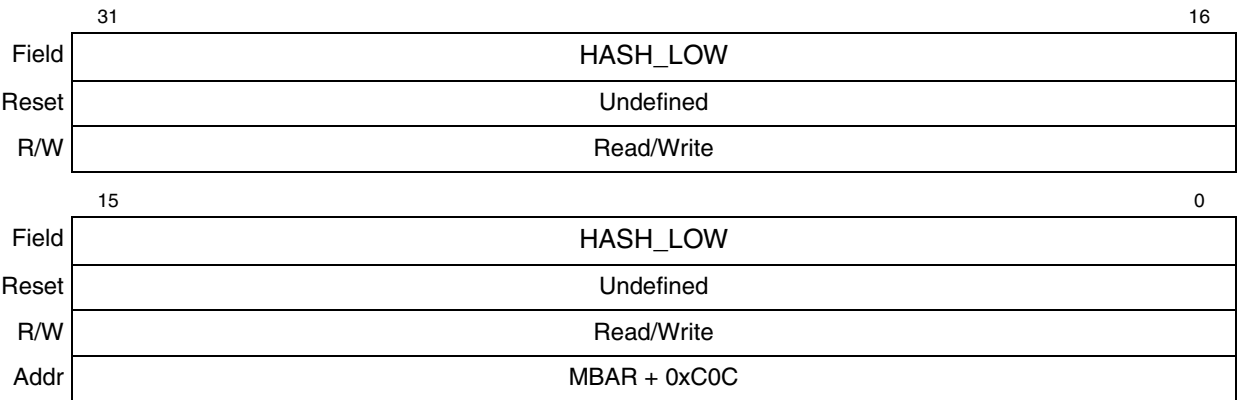 31 16
Field HASH_LOW
Reset Undefined
R/W Read/Write
15 0
Field HASH_LOW
Reset Undefined
R/W Read/Write
Addr MBAR + 0xC0C